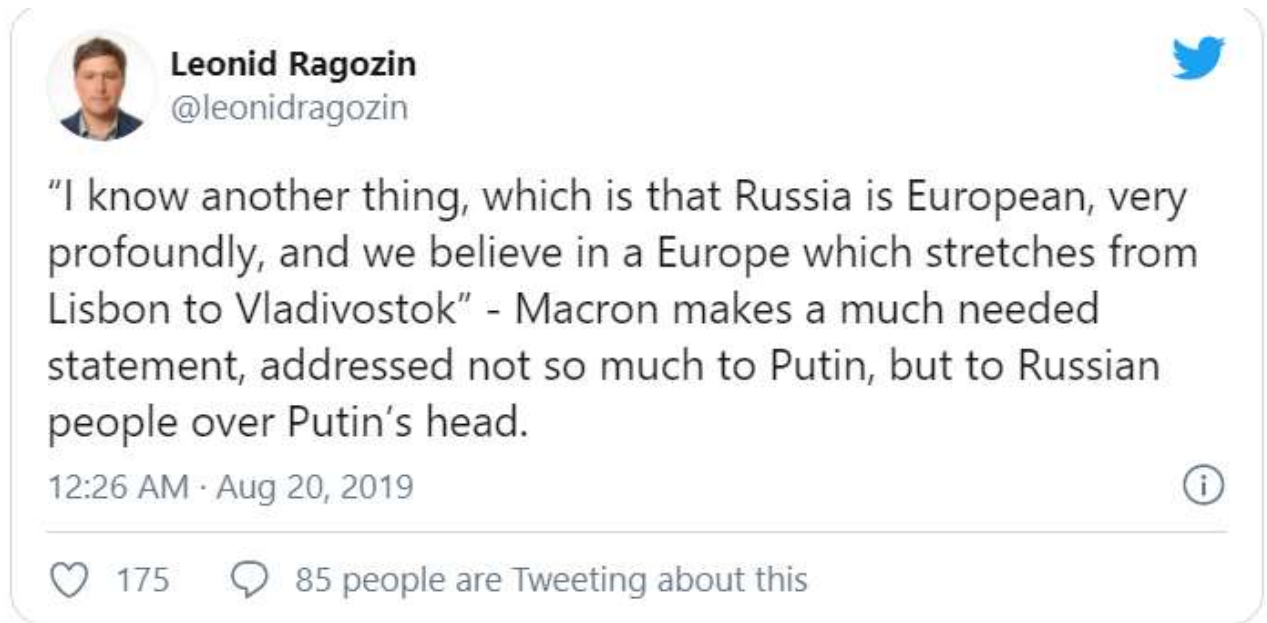 Leonid Ragozin
@leonidragozin
“I know another thing, which is that Russia is European, very
profoundly, and we believe in a Europe which stretches from
Lisbon to Vladivostok” - Macron makes a much needed
statement, addressed not so much to Putin, but to Russian
people over Putin’s head.
12:26 AM · Aug 20, 2019
175 85 people are Tweeting about this